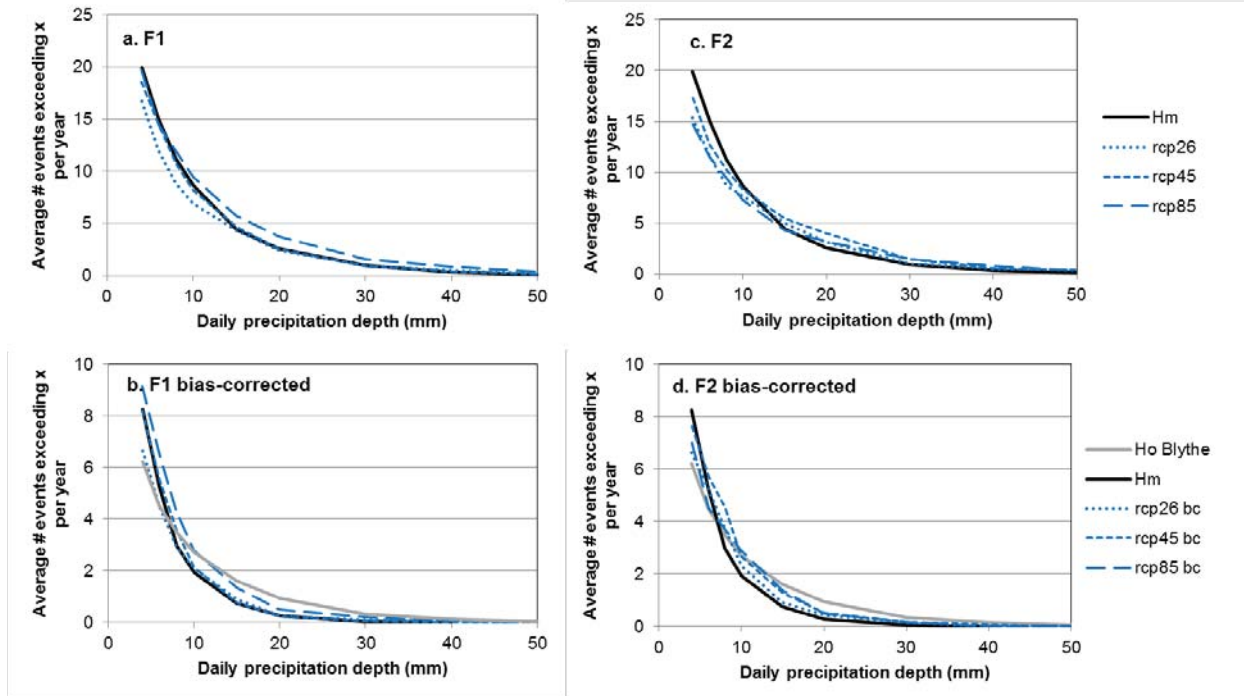 a. F1
Average # events exceeding x
per year
25
20
15
10
5
0
0 10 20 30 40 50
Daily precipitation depth (mm)
c. F2
Average # events exceeding x
per year
25
20
15
10
5
0
0 10 20 30 40 50
Daily precipitation depth (mm)
Hm
rcp26
rcp45
rcp85
b. F1 bias-corrected
Average # events exceeding x
per year
10
8
6
4
2
0
0 10 20 30 40 50
Daily precipitation depth (mm)
d. F2 bias-corrected
Average # events exceeding x
per year
10
8
6
4
2
0
0 10 20 30 40 50
Daily precipitation depth (mm)
Ho Blythe
Hm
rcp26 bc
rcp45 bc
rcp85 bc